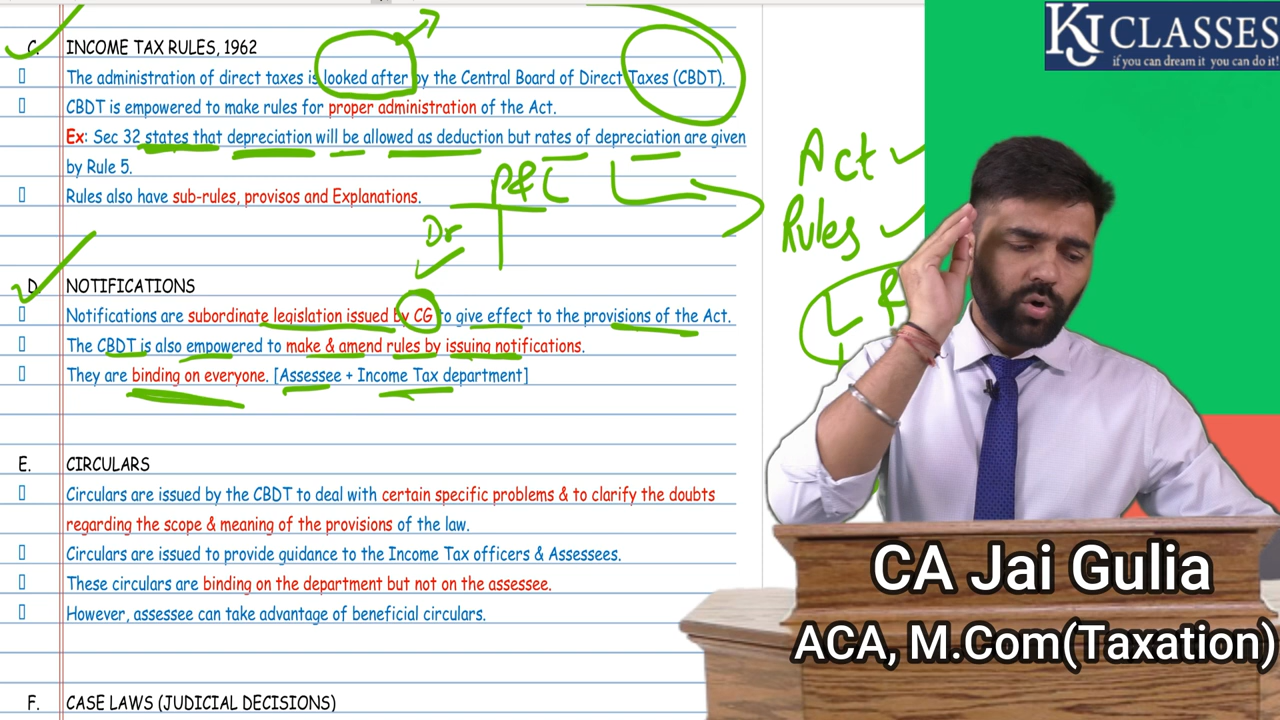 KJ CLASSES
if you can dream it you can do it!
C. INCOME TAX RULES, 1962
The administration of direct taxes is looked after by the Central Board of Direct Taxes (CBDT).
CBDT is empowered to make rules for proper administration of the Act.
Ex: Sec 32 states that depreciation will be allowed as deduction but rates of depreciation are given
by Rule 5.
Rules also have sub-rules, provisos and Explanations.
P&L
Dr
Act
Rules
D. NOTIFICATIONS
Notifications are subordinate legislation issued by CG to give effect to the provisions of the Act.
The CBDT is also empowered to make & amend rules by issuing notifications.
They are binding on everyone. [Assessee + Income Tax department]
E. CIRCULARS
Circulars are issued by the CBDT to deal with certain specific problems & to clarify the doubts
regarding the scope & meaning of the provisions of the law.
Circulars are issued to provide guidance to the Income Tax officers & Assessees.
These circulars are binding on the department but not on the assessee.
However, assessee can take advantage of beneficial circulars.
F. CASE LAWS (JUDICIAL DECISIONS)
CA Jai Gulia
ACA, M.Com(Taxation)